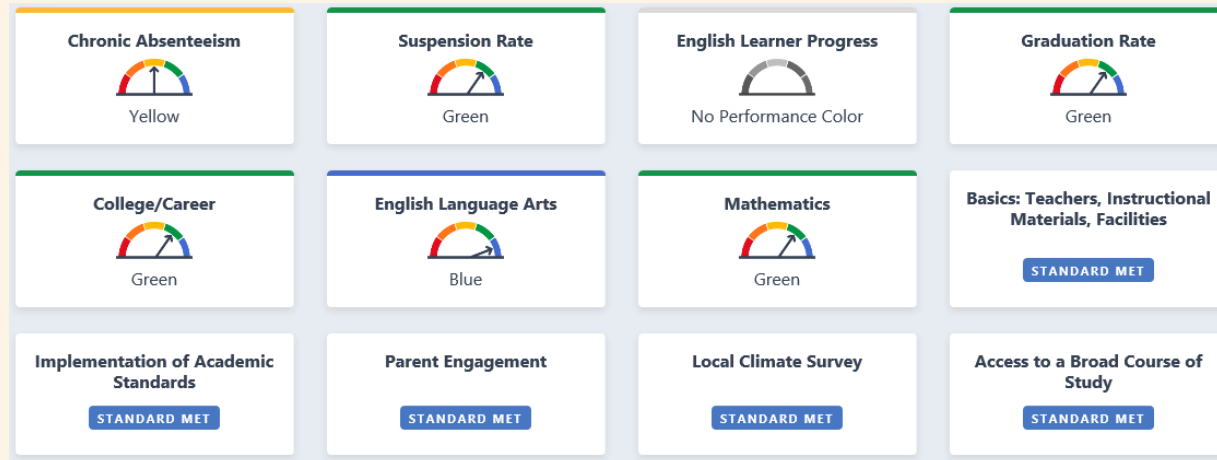 Chronic Absenteeism
Yellow
Suspension Rate
Green
English Learner Progress
No Performance Color
Graduation Rate
Green
College/Career
Green
English Language Arts
Blue
Mathematics
Green
Basics: Teachers, Instructional
Materials, Facilities
STANDARD MET
Implementation of Academic
Standards
STANDARD MET
Parent Engagement
STANDARD MET
Local Climate Survey
STANDARD MET
Access to a Broad Course of
Study
STANDARD MET